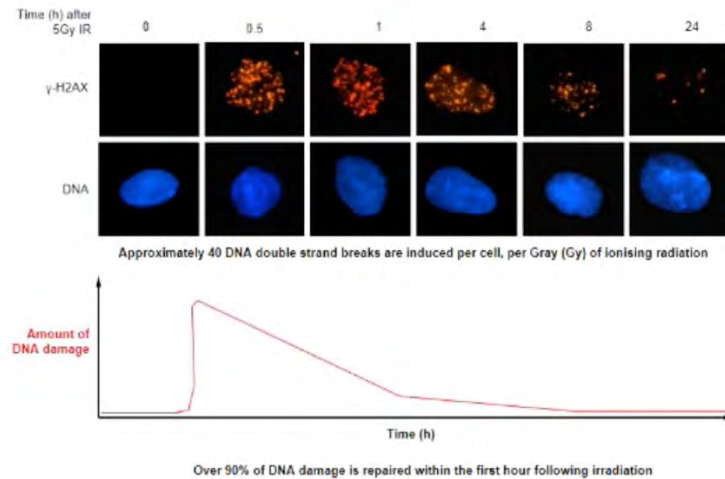 Time (h) after
5Gy IR
0 0.5 1 4 8 24
γ-H2AX
DNA
Approximately 40 DNA double strand breaks are induced per cell, per Gray (Gy) of ionising radiation
Amount of
DNA damage
Time (h)
Over 90% of DNA damage is repaired within the first hour following irradiation